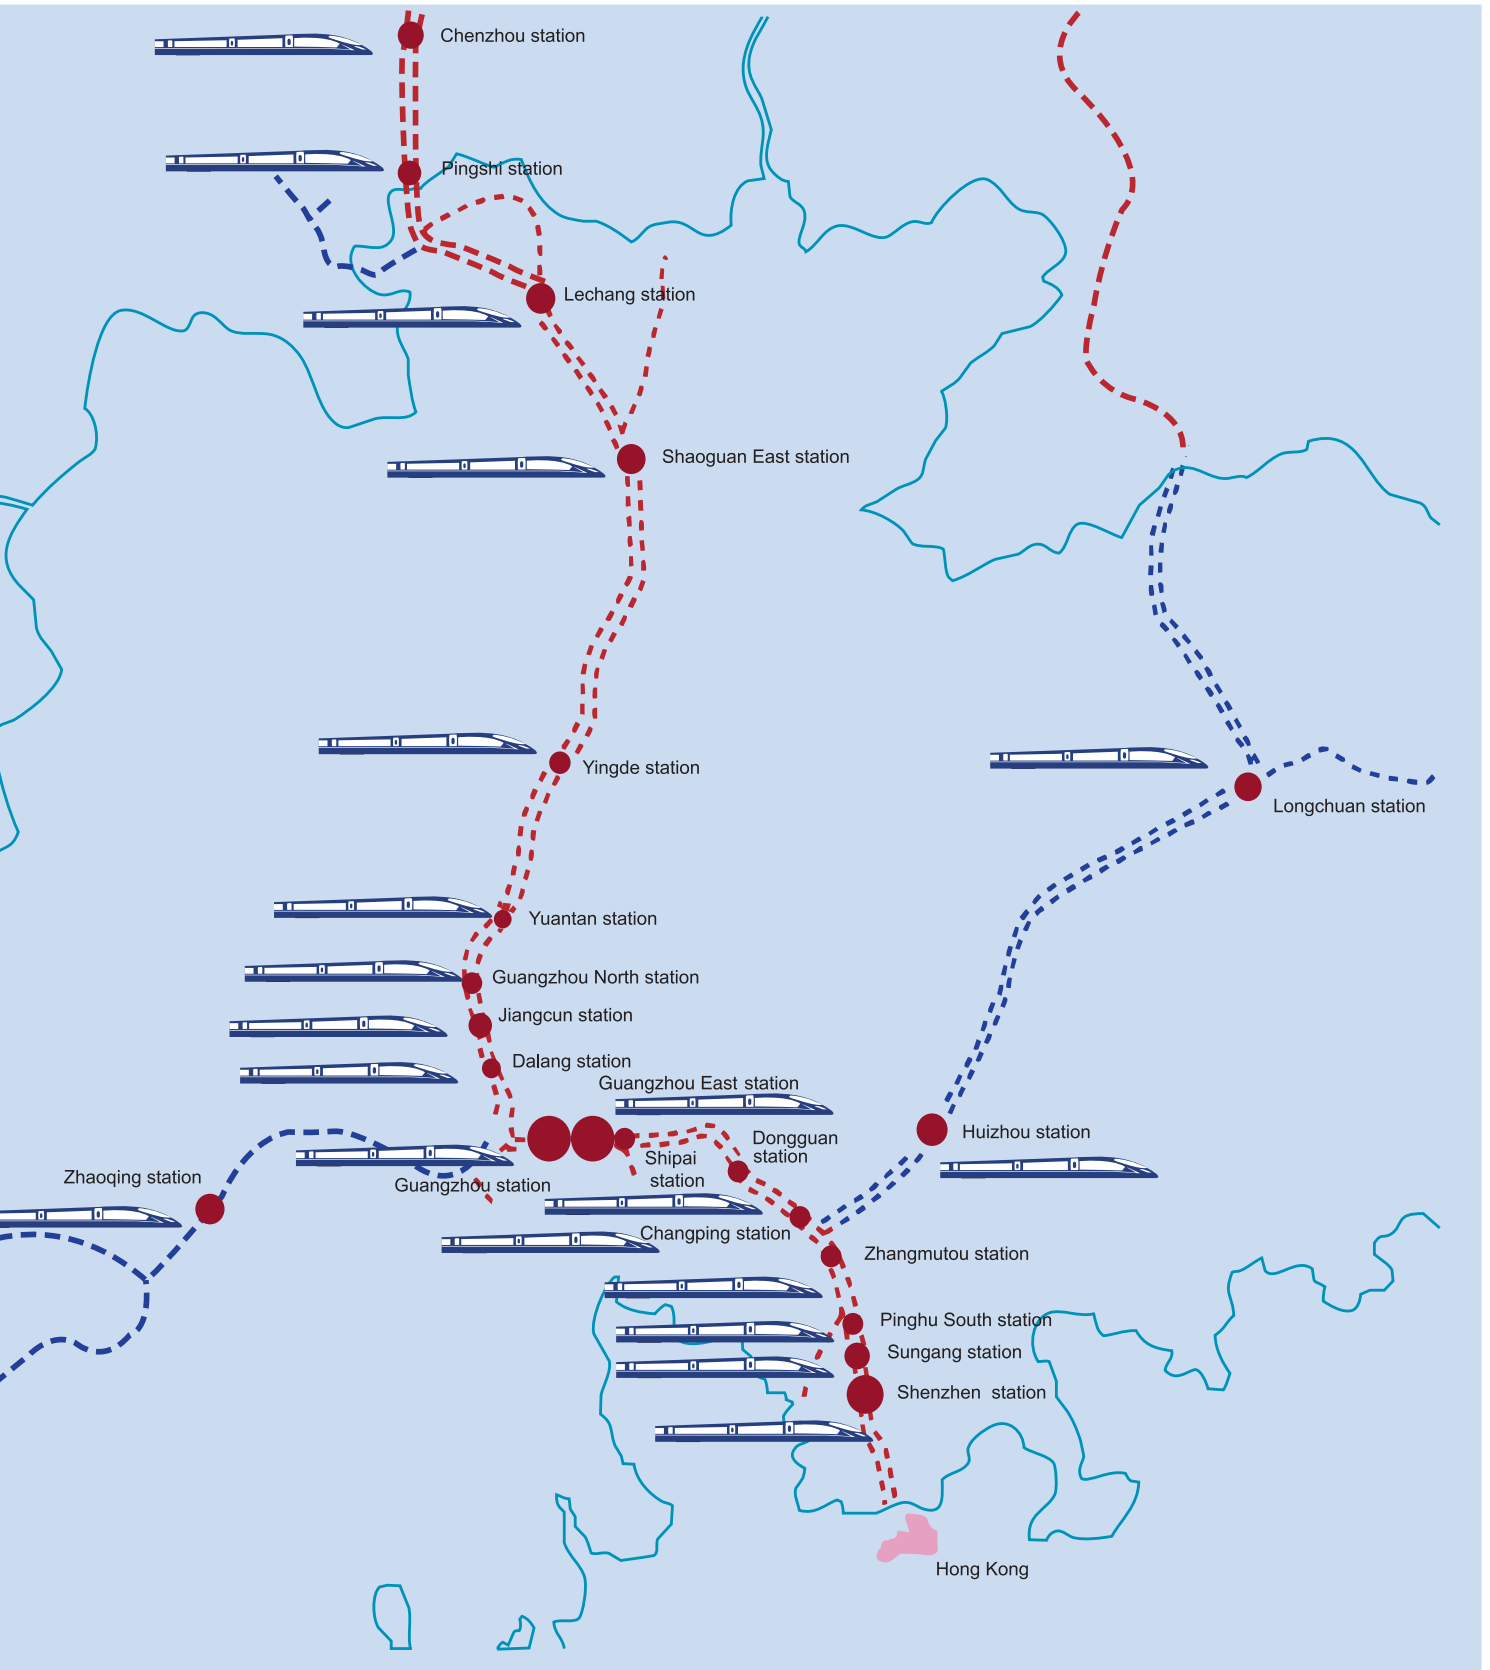 Chenzhou station
Pingshi station
Lechang station
Shaoguan East station
Yingde station
Longchuan station
Yuantan station
Guangzhou North station
Jiangcun station
Dalang station
Guangzhou East station
Dongguan
station
Huizhou station
Shipai
station
Zhaoqing station
Guangzhou station
Changping station
Zhangmutou station
Pinghu South station
Sungang station
Shenzhen station
Hong Kong